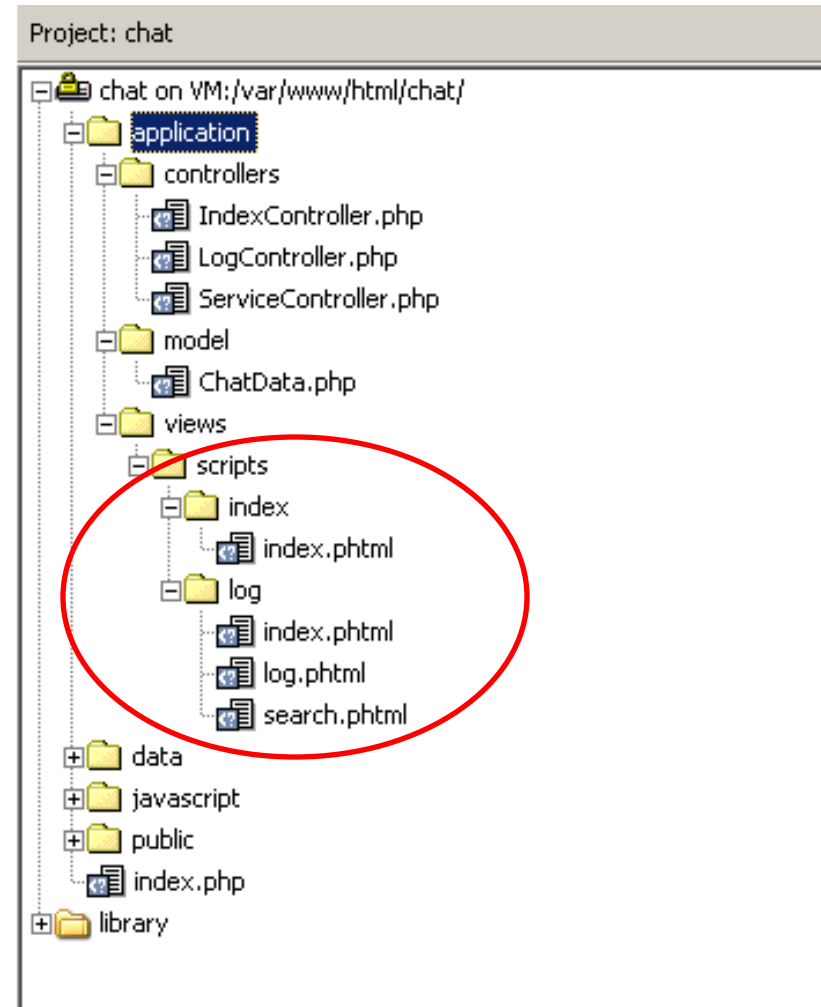 Project: chat
chat on VM:/var/www/html/chat/
application
controllers
IndexController.php
LogController.php
ServiceController.php
model
ChatData.php
views
scripts
index
index.phtml
log
index.phtml
log.phtml
search.phtml
data
javascript
public
index.php
library